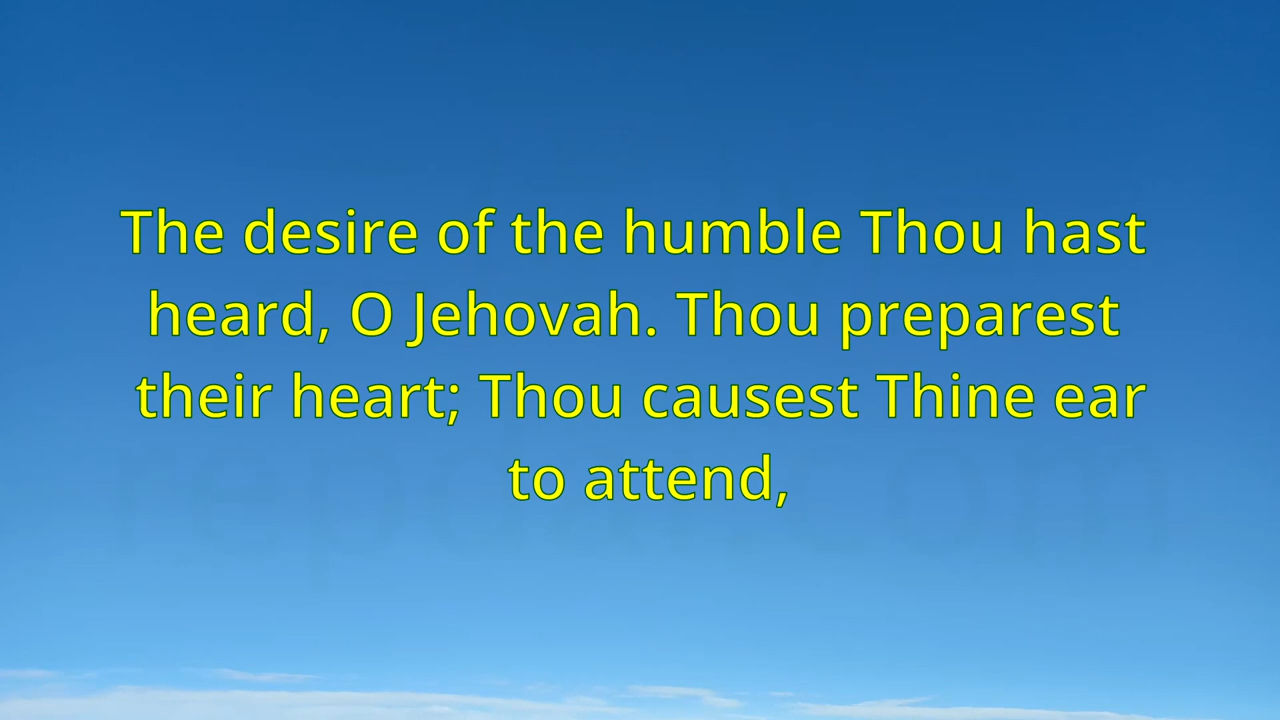 The desire of the humble Thou hast
heard, O Jehovah. Thou preparest
their heart; Thou causest Thine ear
to attend,